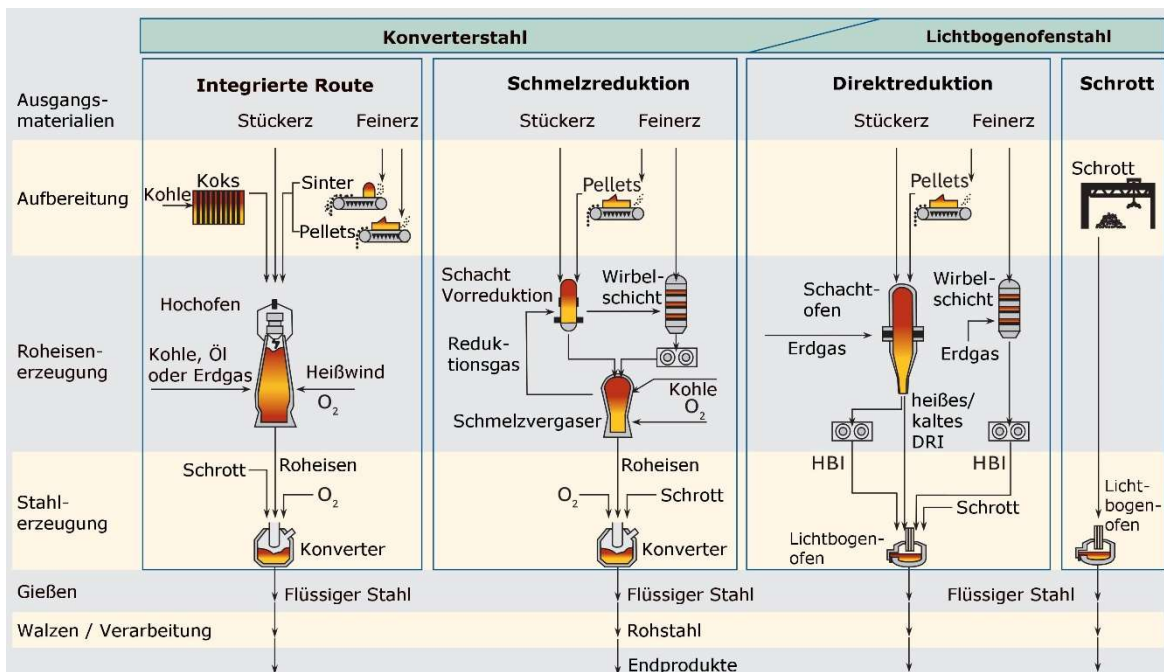 Konverterstahl
Lichtbogenofenstahl
Integrierte Route
Schmelzreduktion
Direktreduktion
Schrott
Ausgangs-
materialien
Stückerz
Feinerz
Stückerz
Feinerz
Stückerz
Feinerz
Aufbereitung
Kohle
Koks
Sinter
Pellets
Pellets
Pellets
Schrott
Roheisen-
erzeugung
Hochofen
Kohle, Öl
oder Erdgas
Heißwind
O2
Schacht
Vorreduktion
Wirbel-
schicht
Reduk-
tionsgas
Kohle
O2
Schmelzvergaser
Schacht-
ofen
Erdgas
Wirbel-
schicht
Erdgas
heißes/
kaltes
DRI
HBI
HBI
Stahl-
erzeugung
Schrott
Roheisen
O2
Konverter
Roheisen
O2
Schrott
Konverter
Schrott
Lichtbogen-
ofen
Licht-
bogen-
ofen
Gießen
Flüssiger Stahl
Flüssiger Stahl
Flüssiger Stahl
Walzen / Verarbeitung
Rohstahl
Endprodukte